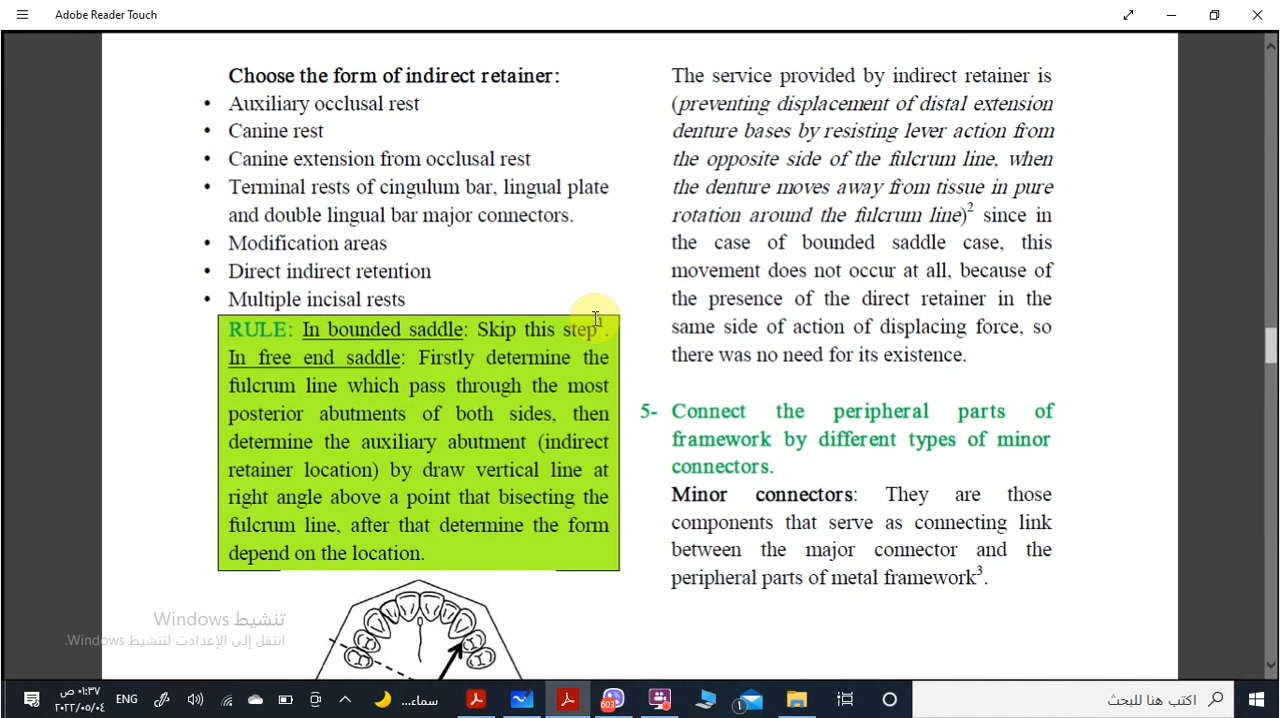 Adobe Reader Touch
Choose the form of indirect retainer:
• Auxiliary occlusal rest
• Canine rest
• Canine extension from occlusal rest
• Terminal rests of cingulum bar, lingual plate
and double lingual bar major connectors.
• Modification areas
• Direct indirect retention
• Multiple incisal rests
RULE: In bounded saddle: Skip this step¹.
In free end saddle: Firstly determine the
fulcrum line which pass through the most
posterior abutments of both sides, then
determine the auxiliary abutment (indirect
retainer location) by draw vertical line at
right angle above a point that bisecting the
fulcrum line, after that determine the form
depend on the location.
The service provided by indirect retainer is
(preventing displacement of distal extension
denture bases by resisting lever action from
the opposite side of the fulcrum line, when
the denture moves away from tissue in pure
rotation around the fulcrum line)² since in
the case of bounded saddle case, this
movement does not occur at all, because of
the presence of the direct retainer in the
same side of action of displacing force, so
there was no need for its existence.
5- Connect the peripheral parts of
framework by different types of minor
connectors.
Minor connectors: They are those
components that serve as connecting link
between the major connector and the
peripheral parts of metal framework³.
تنشيط Windows
انتقل إلى الإعدادات لتنشيط Windows.
٠١:٣٧ ص
٢٠٢٢/٠٥/٠٤
ENG
سماء...
603
١
اكتب هنا للبحث